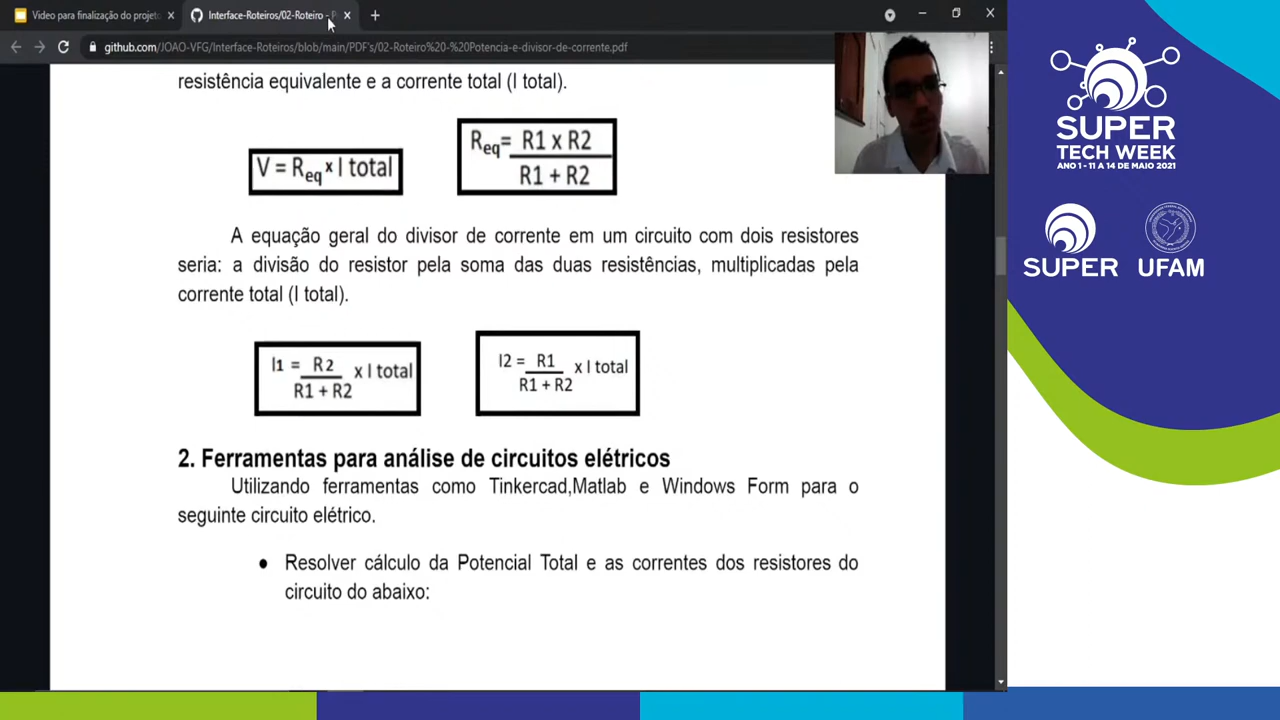 Video para finalização do projeto
Interface-Roteiros/02-Roteiro - P
github.com/JOAO-VFG/Interface-Roteiros/blob/main/PDF's/02-Roteiro%20-%20Potencia-e-divisor-de-corrente.pdf
resistência equivalente e a corrente total (I total).
V = Req x I total
Req= R1 x R2
R1 + R2
A equação geral do divisor de corrente em um circuito com dois resistores
seria: a divisão do resistor pela soma das duas resistências, multiplicadas pela
corrente total (I total).
I1 = R2 x I total
R1 + R2
I2 = R1 x I total
R1 + R2
2. Ferramentas para análise de circuitos elétricos
Utilizando ferramentas como Tinkercad,Matlab e Windows Form para o
seguinte circuito elétrico.
● Resolver cálculo da Potencial Total e as correntes dos resistores do
circuito do abaixo:
SUPER
TECH WEEK
ANO 1 - 11 A 14 DE MAIO 2021
SUPER
UFAM